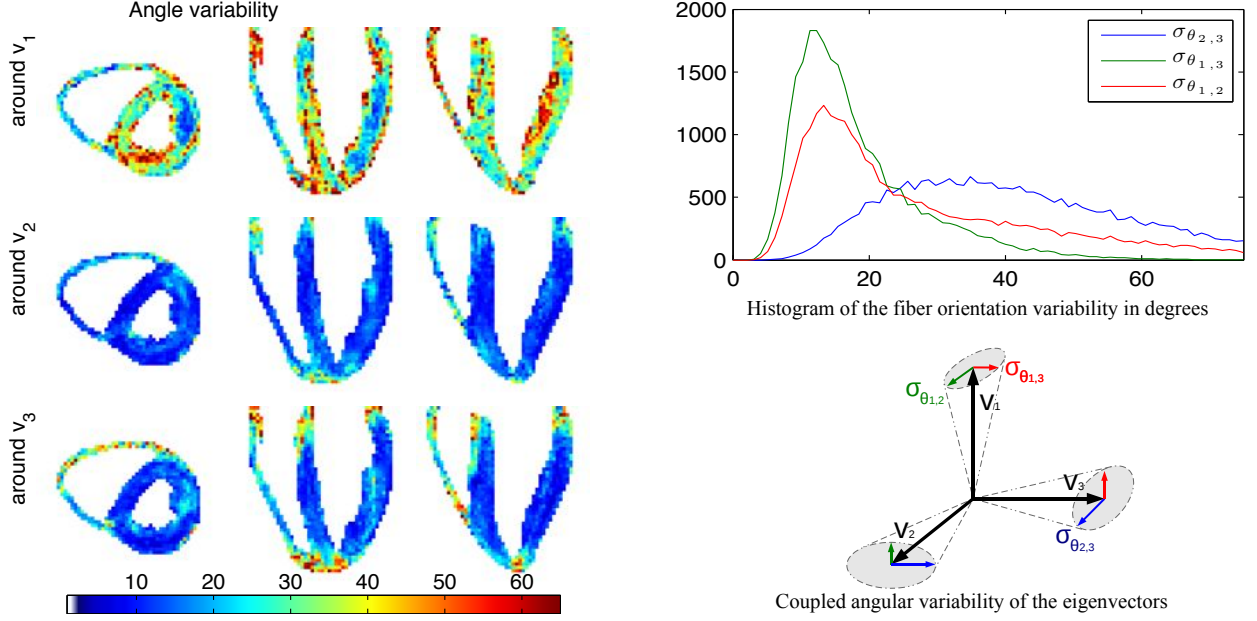 Angle variability
around v1
around v2
around v3
10 20 30 40 50 60
2000
1500
1000
500
0
0 20 40 60
σθ2,3
σθ1,3
σθ1,2
Histogram of the fiber orientation variability in degrees
σθ1,3
σθ1,2
V1
V3
V2
σθ2,3
Coupled angular variability of the eigenvectors